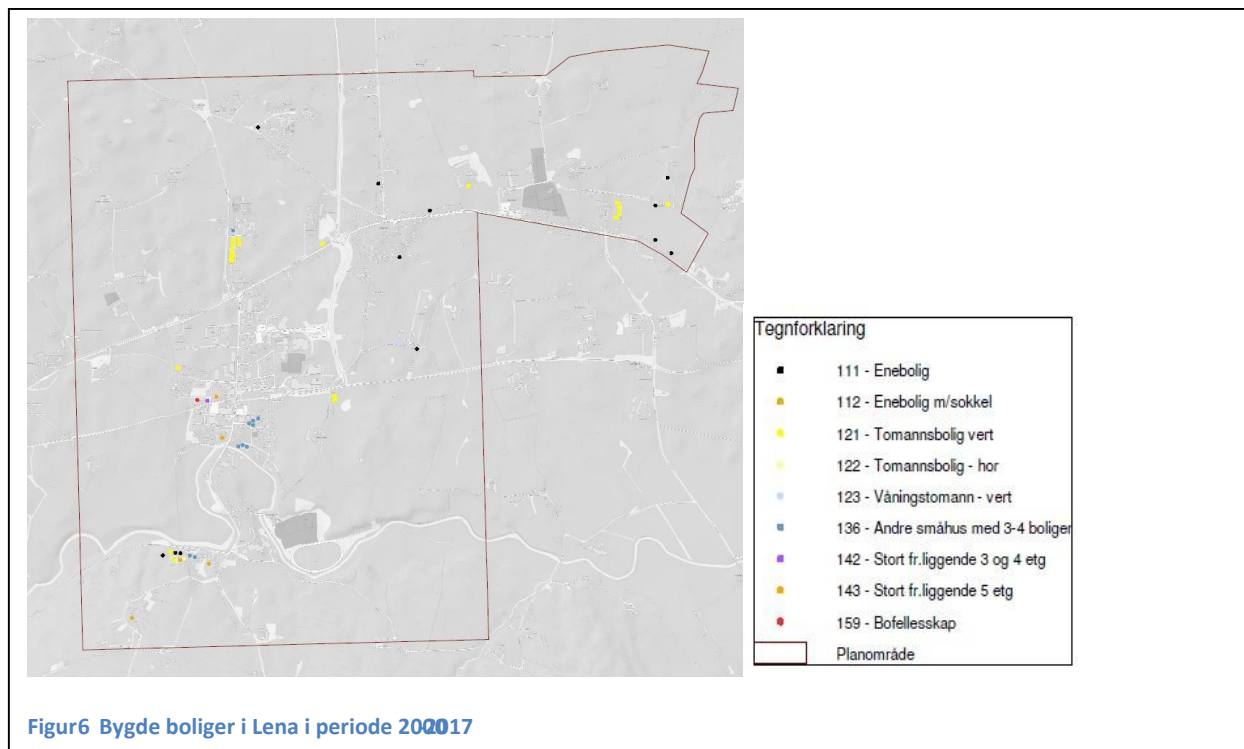 Tegnforklaring
111 - Enebolig
112 - Enebolig m/sokkel
121 - Tomannsbolig vert
122 - Tomannsbolig - hor
123 - Våningstomann - vert
136 - Andre småhus med 3-4 boliger
142 - Stort fr.liggende 3 og 4 etg
143 - Stort fr.liggende 5 etg
159 - Bofellesskap
Planområde
Figur6 Bygde boliger i Lena i periode